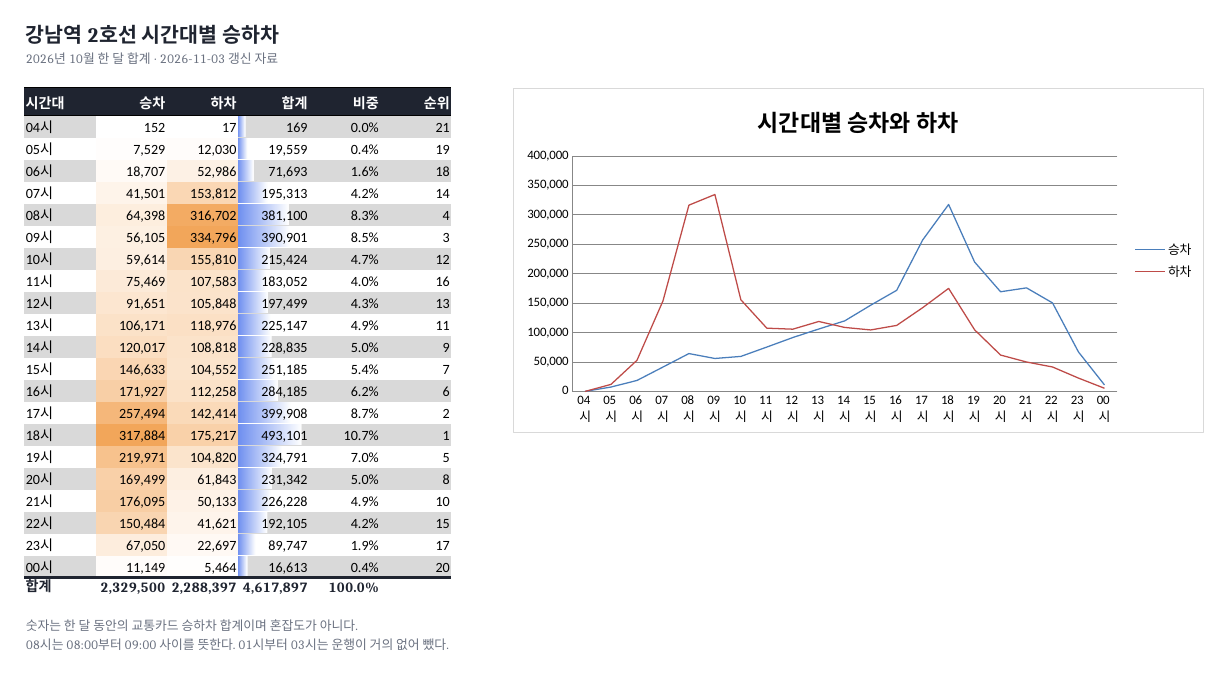 강남역 2호선 시간대별 승하차
2026년 10월 한 달 합계 · 2026-11-03 갱신 자료
시간대 승차 하차 합계 비중 순위
04시 152 17 169 0.0% 21
05시 7,529 12,030 19,559 0.4% 19
06시 18,707 52,986 71,693 1.6% 18
07시 41,501 153,812 195,313 4.2% 14
08시 64,398 316,702 381,100 8.3% 4
09시 56,105 334,796 390,901 8.5% 3
10시 59,614 155,810 215,424 4.7% 12
11시 75,469 107,583 183,052 4.0% 16
12시 91,651 105,848 197,499 4.3% 13
13시 106,171 118,976 225,147 4.9% 11
14시 120,017 108,818 228,835 5.0% 9
15시 146,633 104,552 251,185 5.4% 7
16시 171,927 112,258 284,185 6.2% 6
17시 257,494 142,414 399,908 8.7% 2
18시 317,884 175,217 493,101 10.7% 1
19시 219,971 104,820 324,791 7.0% 5
20시 169,499 61,843 231,342 5.0% 8
21시 176,095 50,133 226,228 4.9% 10
22시 150,484 41,621 192,105 4.2% 15
23시 67,050 22,697 89,747 1.9% 17
00시 11,149 5,464 16,613 0.4% 20
합계 2,329,500 2,288,397 4,617,897 100.0%
숫자는 한 달 동안의 교통카드 승하차 합계이며 혼잡도가 아니다.
08시는 08:00부터 09:00 사이를 뜻한다. 01시부터 03시는 운행이 거의 없어 뺐다.
시간대별 승차와 하차
400,000
350,000
300,000
250,000
200,000
150,000
100,000
50,000
0
04 05 06 07 08 09 10 11 12 13 14 15 16 17 18 19 20 21 22 23 00
시 시 시 시 시 시 시 시 시 시 시 시 시 시 시 시 시 시 시 시 시
승차
하차